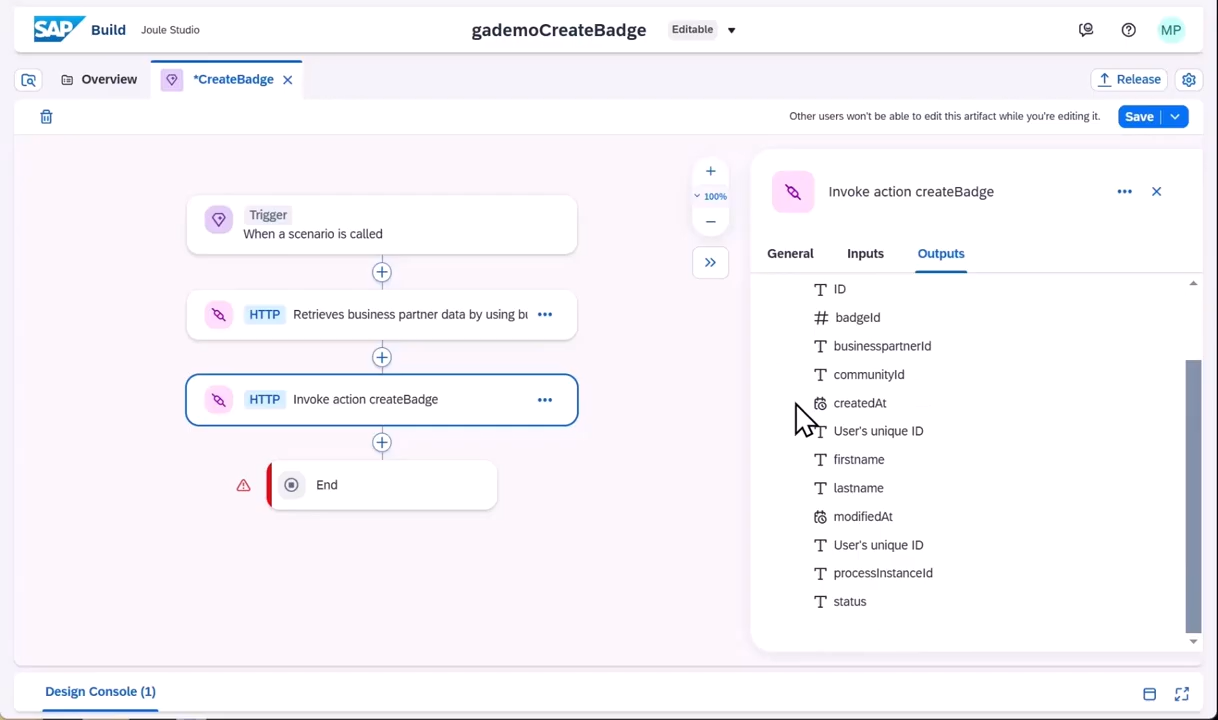 SAP Build Joule Studio gademoCreateBadge Editable MP
Overview *CreateBadge Release
Other users won't be able to edit this artifact while you're editing it. Save
Trigger
When a scenario is called
HTTP Retrieves business partner data by using bu
HTTP Invoke action createBadge
End
100%
Invoke action createBadge
General Inputs Outputs
ID
badgeId
businesspartnerId
communityId
createdAt
User's unique ID
firstname
lastname
modifiedAt
User's unique ID
processInstanceId
status
Design Console (1)